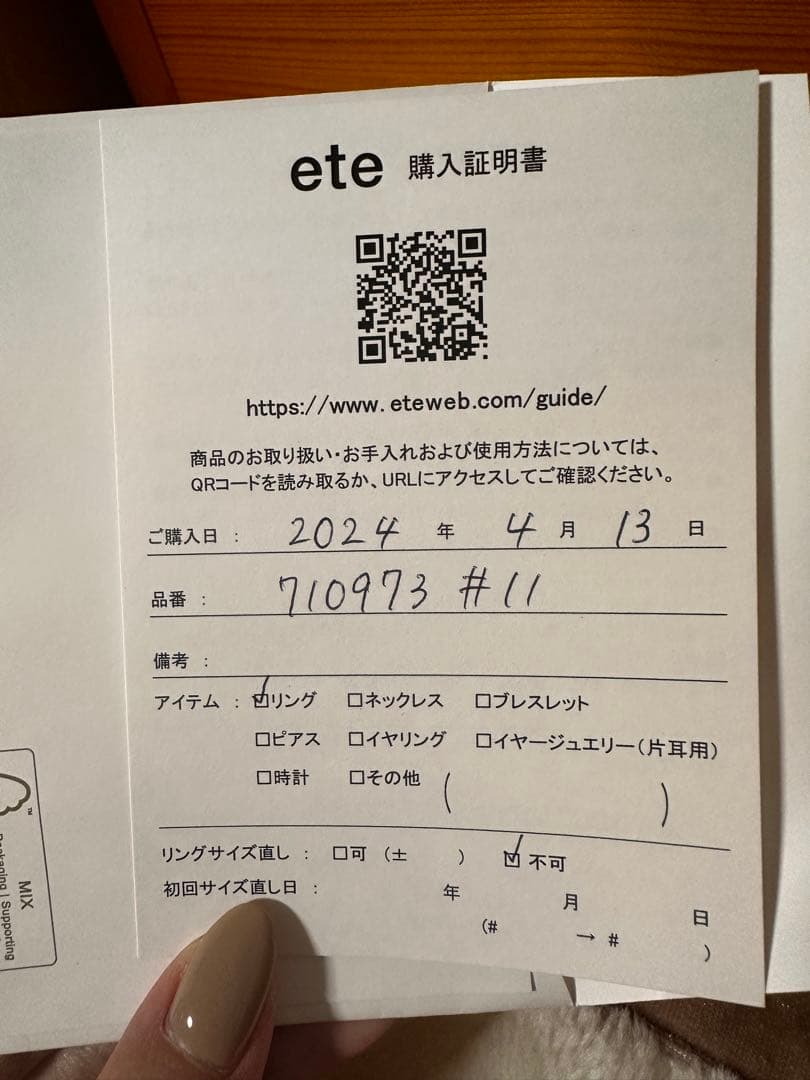 ete 購入証明書
https://www.eteweb.com/guide/
商品のお取り扱い・お手入れおよび使用方法については、
QRコードを読み取るか、URLにアクセスしてご確認ください。
ご購入日 : 2024 年 4 月 13 日
品番 : 710973 #11
備考 :
アイテム : ☑リング □ネックレス □ブレスレット
□ピアス □イヤリング □イヤージュエリー(片耳用)
□時計 □その他 ( )
リングサイズ直し : □可 (± ) ☑不可
初回サイズ直し日 : 年 月 日
(# → # )
TM
MIX
Packaging | Supporting